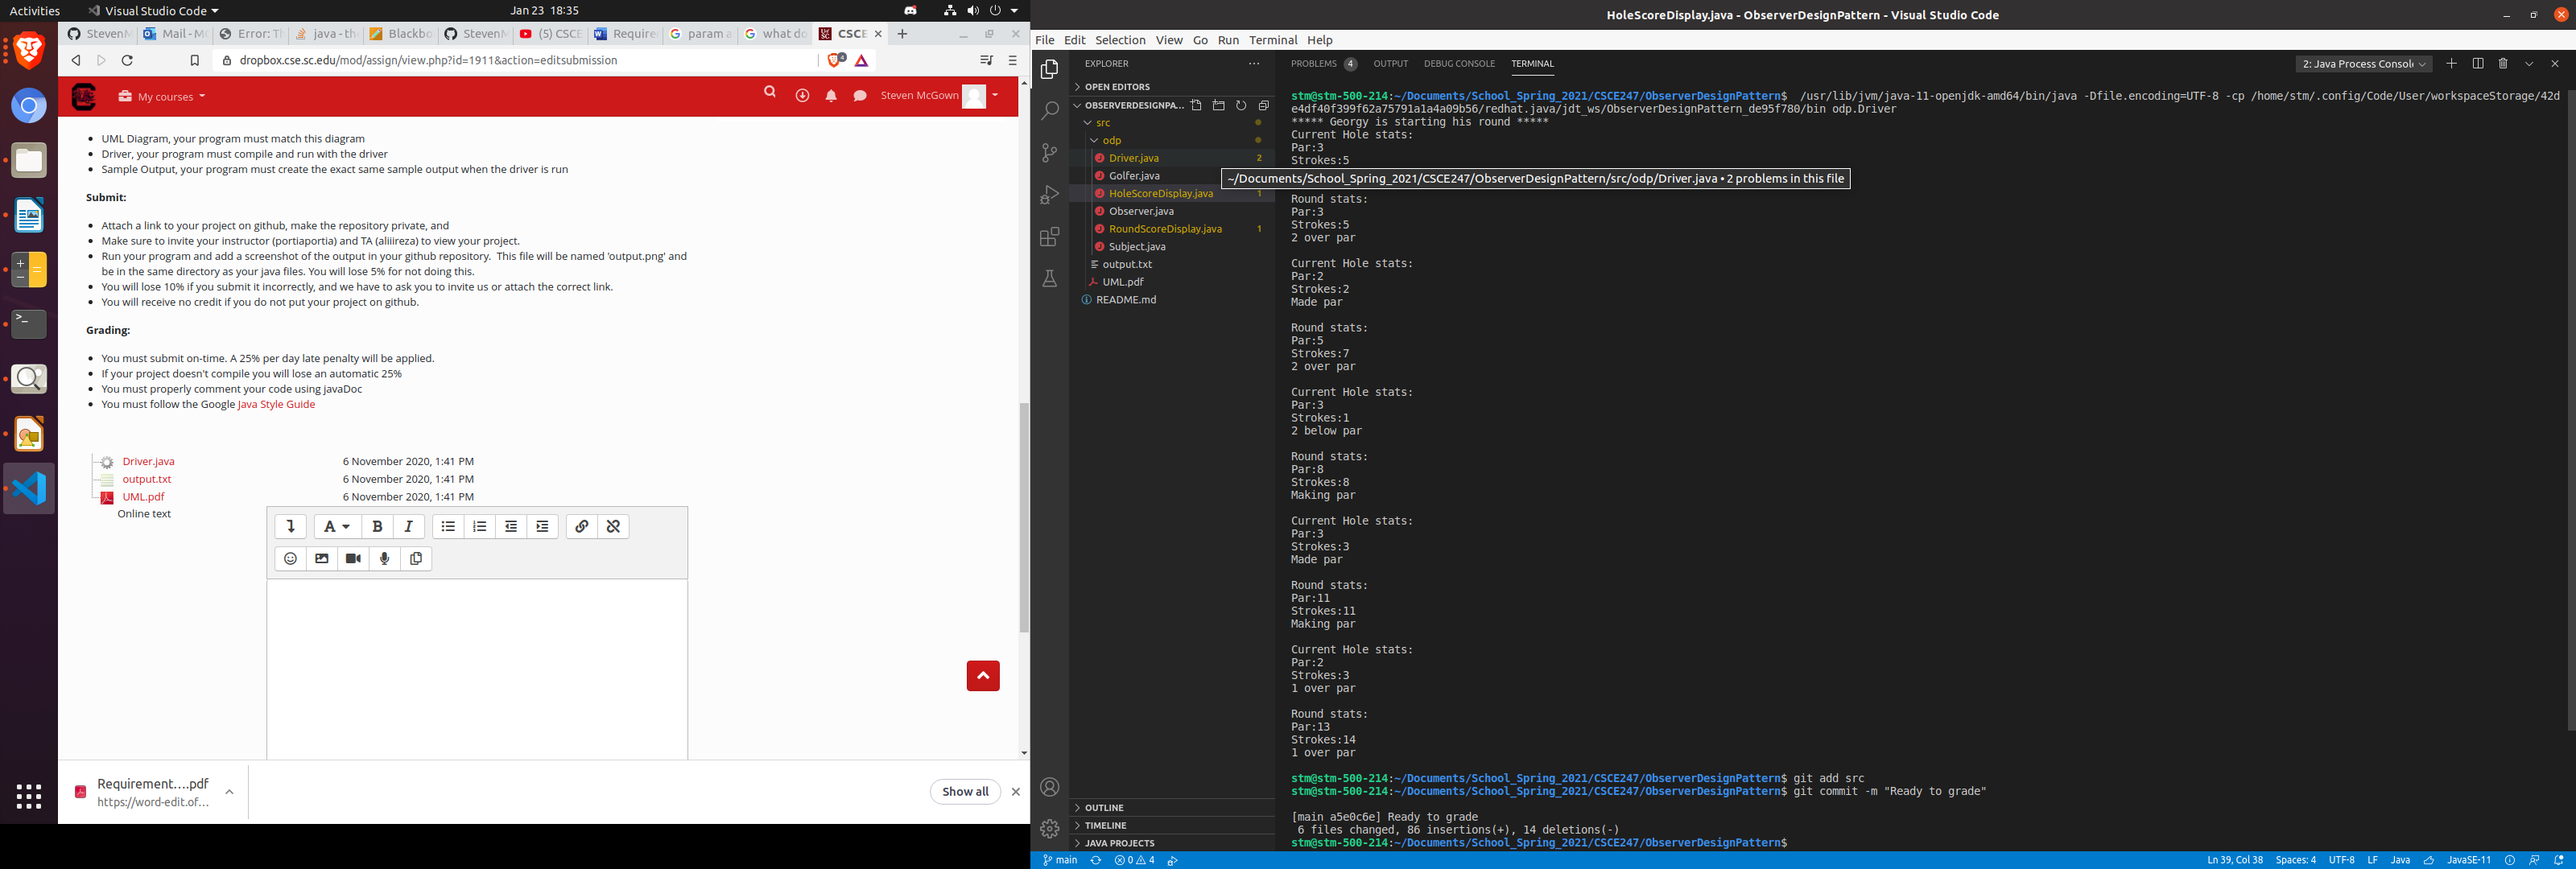 Activities
Visual Studio Code
Jan 23 18:35
StevenM
Mail - M
Error: T
java - th
Blackbo
StevenM
(5) CSCE
Require
param a
what do
CSCE
dropbox.cse.sc.edu/mod/assign/view.php?id=1911&action=editsubmission
4
My courses
Steven McGown
UML Diagram, your program must match this diagram
Driver, your program must compile and run with the driver
Sample Output, your program must create the exact same sample output when the driver is run
Submit:
Attach a link to your project on github, make the repository private, and
Make sure to invite your instructor (portiaportia) and TA (aliiireza) to view your project.
Run your program and add a screenshot of the output in your github repository. This file will be named 'output.png' and
be in the same directory as your java files. You will lose 5% for not doing this.
You will lose 10% if you submit it incorrectly, and we have to ask you to invite us or attach the correct link.
You will receive no credit if you do not put your project on github.
Grading:
You must submit on-time. A 25% per day late penalty will be applied.
If your project doesn't compile you will lose an automatic 25%
You must properly comment your code using javaDoc
You must follow the Google Java Style Guide
Driver.java 6 November 2020, 1:41 PM
output.txt 6 November 2020, 1:41 PM
UML.pdf 6 November 2020, 1:41 PM
Online text
A B I
Requirement....pdf
https://word-edit.of...
Show all
HoleScoreDisplay.java - ObserverDesignPattern - Visual Studio Code
File Edit Selection View Go Run Terminal Help
EXPLORER
OPEN EDITORS
OBSERVERDESIGNPA...
src
odp
Driver.java 2
Golfer.java
HoleScoreDisplay.java 1
Observer.java
RoundScoreDisplay.java 1
Subject.java
output.txt
UML.pdf
README.md
OUTLINE
TIMELINE
JAVA PROJECTS
PROBLEMS 4 OUTPUT DEBUG CONSOLE TERMINAL
2: Java Process Consol
stm@stm-500-214:~/Documents/School_Spring_2021/CSCE247/ObserverDesignPattern$ /usr/lib/jvm/java-11-openjdk-amd64/bin/java -Dfile.encoding=UTF-8 -cp /home/stm/.config/Code/User/workspaceStorage/42d
e4df40f399f62a75791a1a4a09b56/redhat.java/jdt_ws/ObserverDesignPattern_de95f780/bin odp.Driver
***** Georgy is starting his round *****
Current Hole stats:
Par:3
Strokes:5
~/Documents/School_Spring_2021/CSCE247/ObserverDesignPattern/src/odp/Driver.java • 2 problems in this file
Round stats:
Par:3
Strokes:5
2 over par
Current Hole stats:
Par:2
Strokes:2
Made par
Round stats:
Par:5
Strokes:7
2 over par
Current Hole stats:
Par:3
Strokes:1
2 below par
Round stats:
Par:8
Strokes:8
Making par
Current Hole stats:
Par:3
Strokes:3
Made par
Round stats:
Par:11
Strokes:11
Making par
Current Hole stats:
Par:2
Strokes:3
1 over par
Round stats:
Par:13
Strokes:14
1 over par
stm@stm-500-214:~/Documents/School_Spring_2021/CSCE247/ObserverDesignPattern$ git add src
stm@stm-500-214:~/Documents/School_Spring_2021/CSCE247/ObserverDesignPattern$ git commit -m "Ready to grade"
[main a5e0c6e] Ready to grade
6 files changed, 86 insertions(+), 14 deletions(-)
stm@stm-500-214:~/Documents/School_Spring_2021/CSCE247/ObserverDesignPattern$
main 0 4
Ln 39, Col 38 Spaces: 4 UTF-8 LF Java JavaSE-11